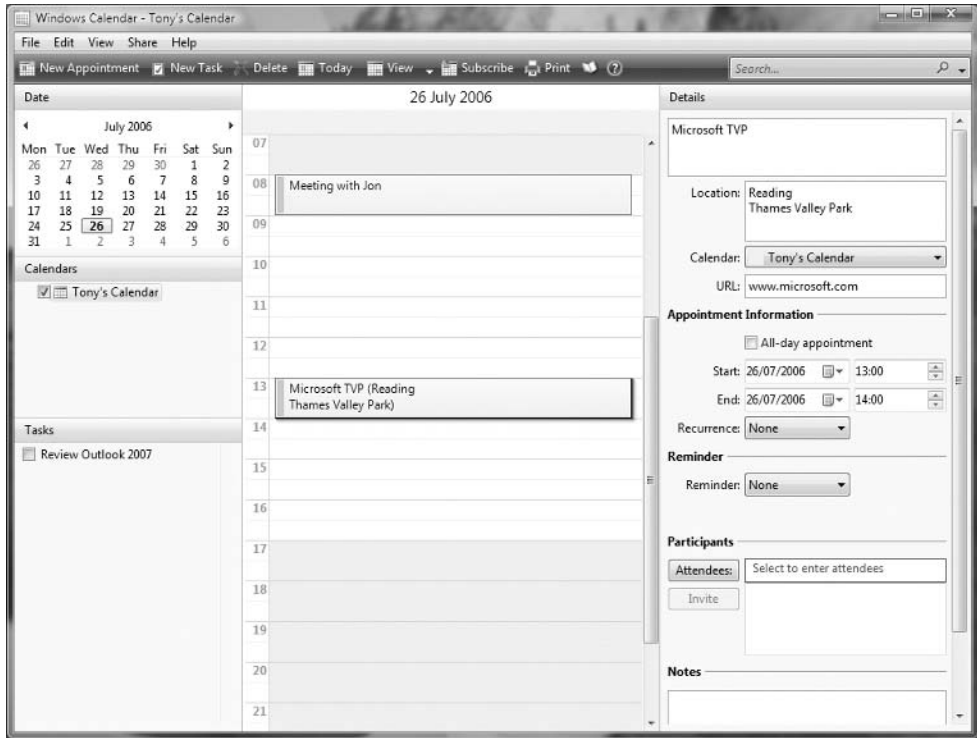 Windows Calendar - Tony's Calendar
File Edit View Share Help
New Appointment New Task Delete Today View Subscribe Print
Search...
Date
July 2006
Mon Tue Wed Thu Fri Sat Sun
26 27 28 29 30 1 2
3 4 5 6 7 8 9
10 11 12 13 14 15 16
17 18 19 20 21 22 23
24 25 26 27 28 29 30
31 1 2 3 4 5 6
Calendars
Tony's Calendar
Tasks
Review Outlook 2007
26 July 2006
07
08 Meeting with Jon
09
10
11
12
13 Microsoft TVP (Reading
Thames Valley Park)
14
15
16
17
18
19
20
21
Details
Microsoft TVP
Location: Reading
Thames Valley Park
Calendar: Tony's Calendar
URL: www.microsoft.com
Appointment Information
All-day appointment
Start: 26/07/2006 13:00
End: 26/07/2006 14:00
Recurrence: None
Reminder
Reminder: None
Participants
Attendees: Select to enter attendees
Invite
Notes